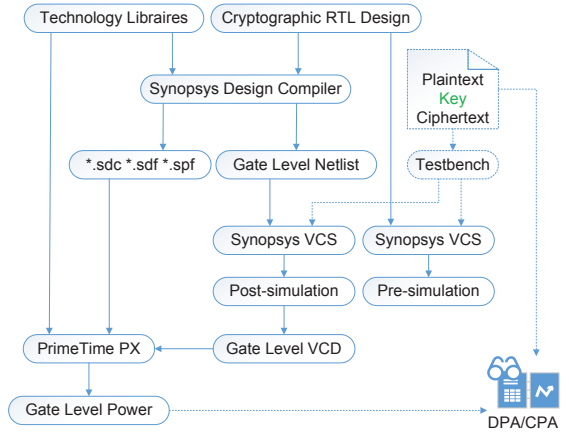 Technology Libraires
Cryptographic RTL Design
Synopsys Design Compiler
Plaintext
Key
Ciphertext
*.sdc *.sdf *.spf
Gate Level Netlist
Testbench
Synopsys VCS
Synopsys VCS
Post-simulation
Pre-simulation
PrimeTime PX
Gate Level VCD
Gate Level Power
DPA/CPA